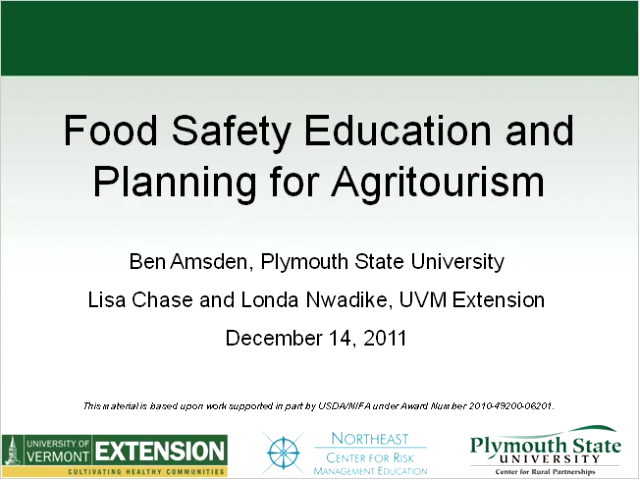 Food Safety Education and
Planning for Agritourism
Ben Amsden, Plymouth State University
Lisa Chase and Londa Nwadike, UVM Extension
December 14, 2011
This material is based upon work supported in part by USDA/NIFA under Award Number 2010-49200-06201.
UNIVERSITY OF
VERMONT EXTENSION
CULTIVATING HEALTHY COMMUNITIES
NORTHEAST
CENTER FOR RISK
MANAGEMENT EDUCATION
Plymouth State
UNIVERSITY
Center for Rural Partnerships